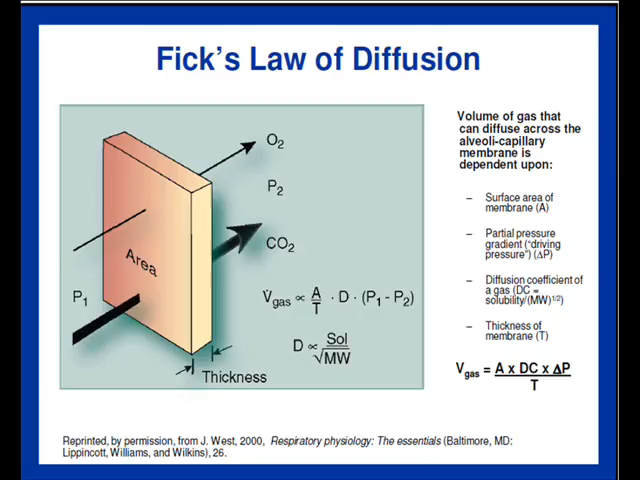 Fick's Law of Diffusion
O2
P2
CO2
Area
P1
V̇gas ∝ A/T · D · (P1 - P2)
D ∝ Sol/√MW
Thickness
Volume of gas that
can diffuse across the
alveoli-capillary
membrane is
dependent upon:
– Surface area of
membrane (A)
– Partial pressure
gradient ("driving
pressure") (ΔP)
– Diffusion coefficient of
a gas (DC =
solubility/(MW)1/2)
– Thickness of
membrane (T)
Vgas = A x DC x ΔP
T
Reprinted, by permission, from J. West, 2000, Respiratory physiology: The essentials (Baltimore, MD:
Lippincott, Williams, and Wilkins), 26.